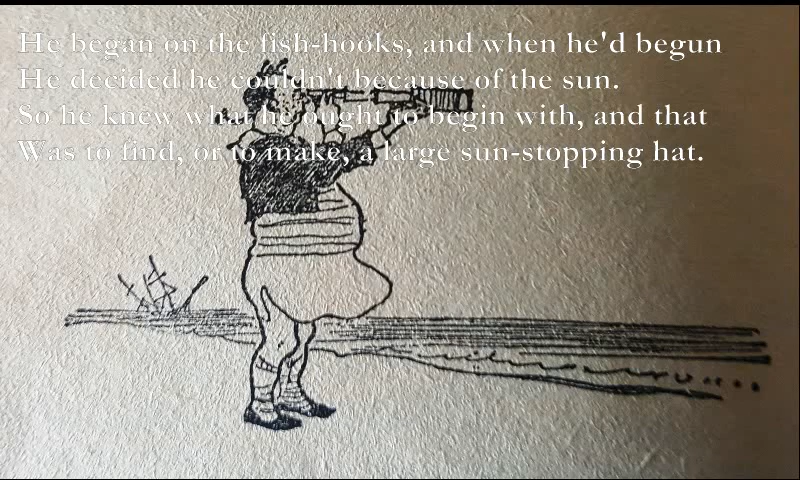 He began on the fish-hooks, and when he'd begun
He decided he couldn't because of the sun.
So he knew what he ought to begin with, and that
Was to find, or to make, a large sun-stopping hat.